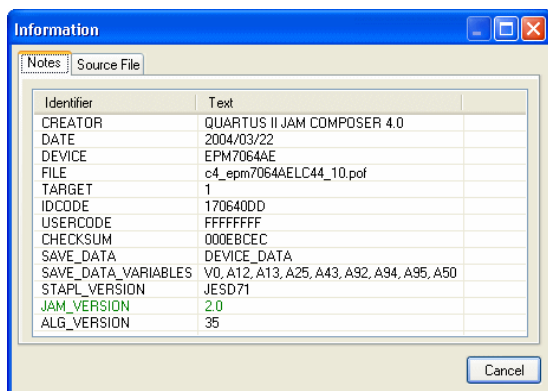 Information
Notes Source File
Identifier Text
CREATOR QUARTUS II JAM COMPOSER 4.0
DATE 2004/03/22
DEVICE EPM7064AE
FILE c4_epm7064AELC44_10.pof
TARGET 1
IDCODE 170640DD
USERCODE FFFFFFFF
CHECKSUM 000EBCEC
SAVE_DATA DEVICE_DATA
SAVE_DATA_VARIABLES V0, A12, A13, A25, A43, A92, A94, A95, A50
STAPL_VERSION JESD71
JAM_VERSION 2.0
ALG_VERSION 35
Cancel